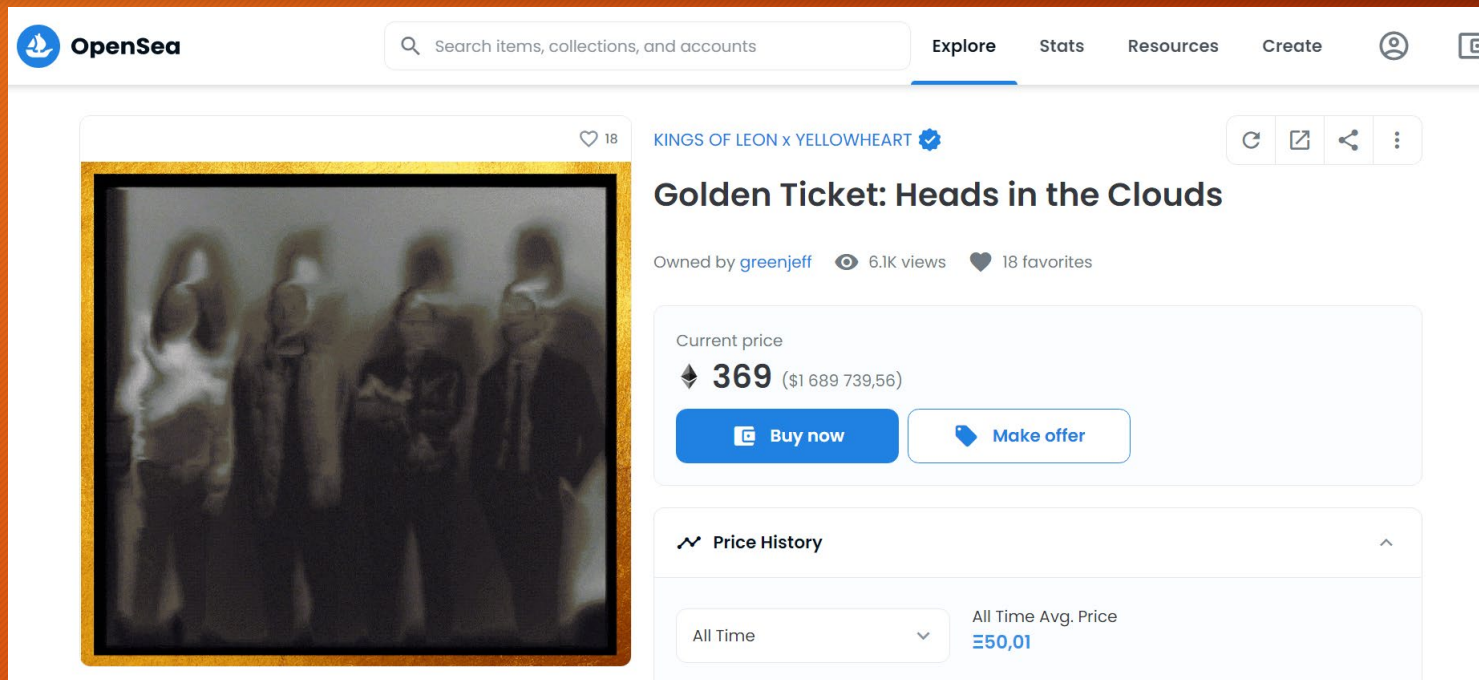 OpenSea
Search items, collections, and accounts
Explore
Stats
Resources
Create
18
KINGS OF LEON x YELLOWHEART
Golden Ticket: Heads in the Clouds
Owned by greenjeff 6.1K views 18 favorites
Current price
369 ($1 689 739,56)
Buy now
Make offer
Price History
All Time
All Time Avg. Price
Ξ50,01